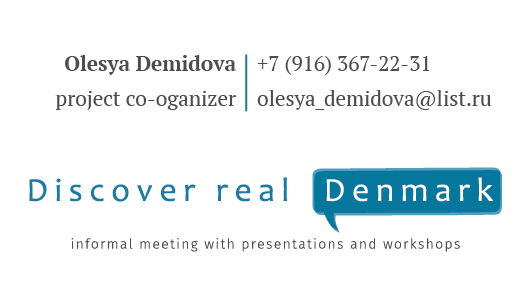 Olesya Demidova +7 (916) 367-22-31
project co-oganizer olesya_demidova@list.ru
Discover real Denmark
informal meeting with presentations and workshops